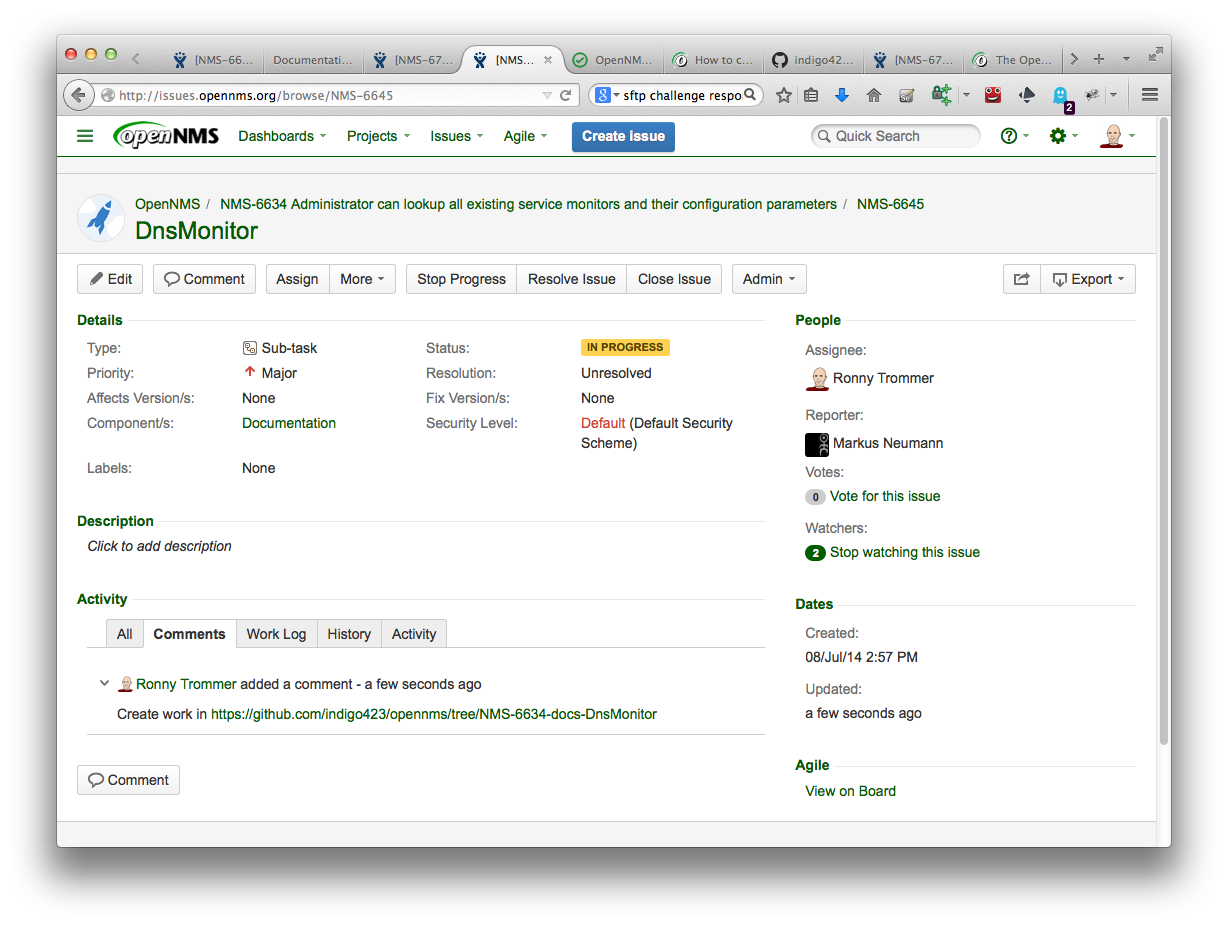 [NMS-66...
Documentati...
[NMS-67...
[NMS...
OpenNM...
How to c...
indigo42...
[NMS-67...
The Ope...
http://issues.opennms.org/browse/NMS-6645
sftp challenge respo
2
openNMS
Dashboards
Projects
Issues
Agile
Create Issue
Quick Search
OpenNMS / NMS-6634 Administrator can lookup all existing service monitors and their configuration parameters / NMS-6645
DnsMonitor
Edit
Comment
Assign
More
Stop Progress
Resolve Issue
Close Issue
Admin
Export
Details
Type: Sub-task
Status: IN PROGRESS
Priority: Major
Resolution: Unresolved
Affects Version/s: None
Fix Version/s: None
Component/s: Documentation
Security Level: Default (Default Security
Scheme)
Labels: None
Description
Click to add description
Activity
All
Comments
Work Log
History
Activity
Ronny Trommer added a comment - a few seconds ago
Create work in https://github.com/indigo423/opennms/tree/NMS-6634-docs-DnsMonitor
Comment
People
Assignee:
Ronny Trommer
Reporter:
Markus Neumann
Votes:
0 Vote for this issue
Watchers:
2 Stop watching this issue
Dates
Created:
08/Jul/14 2:57 PM
Updated:
a few seconds ago
Agile
View on Board